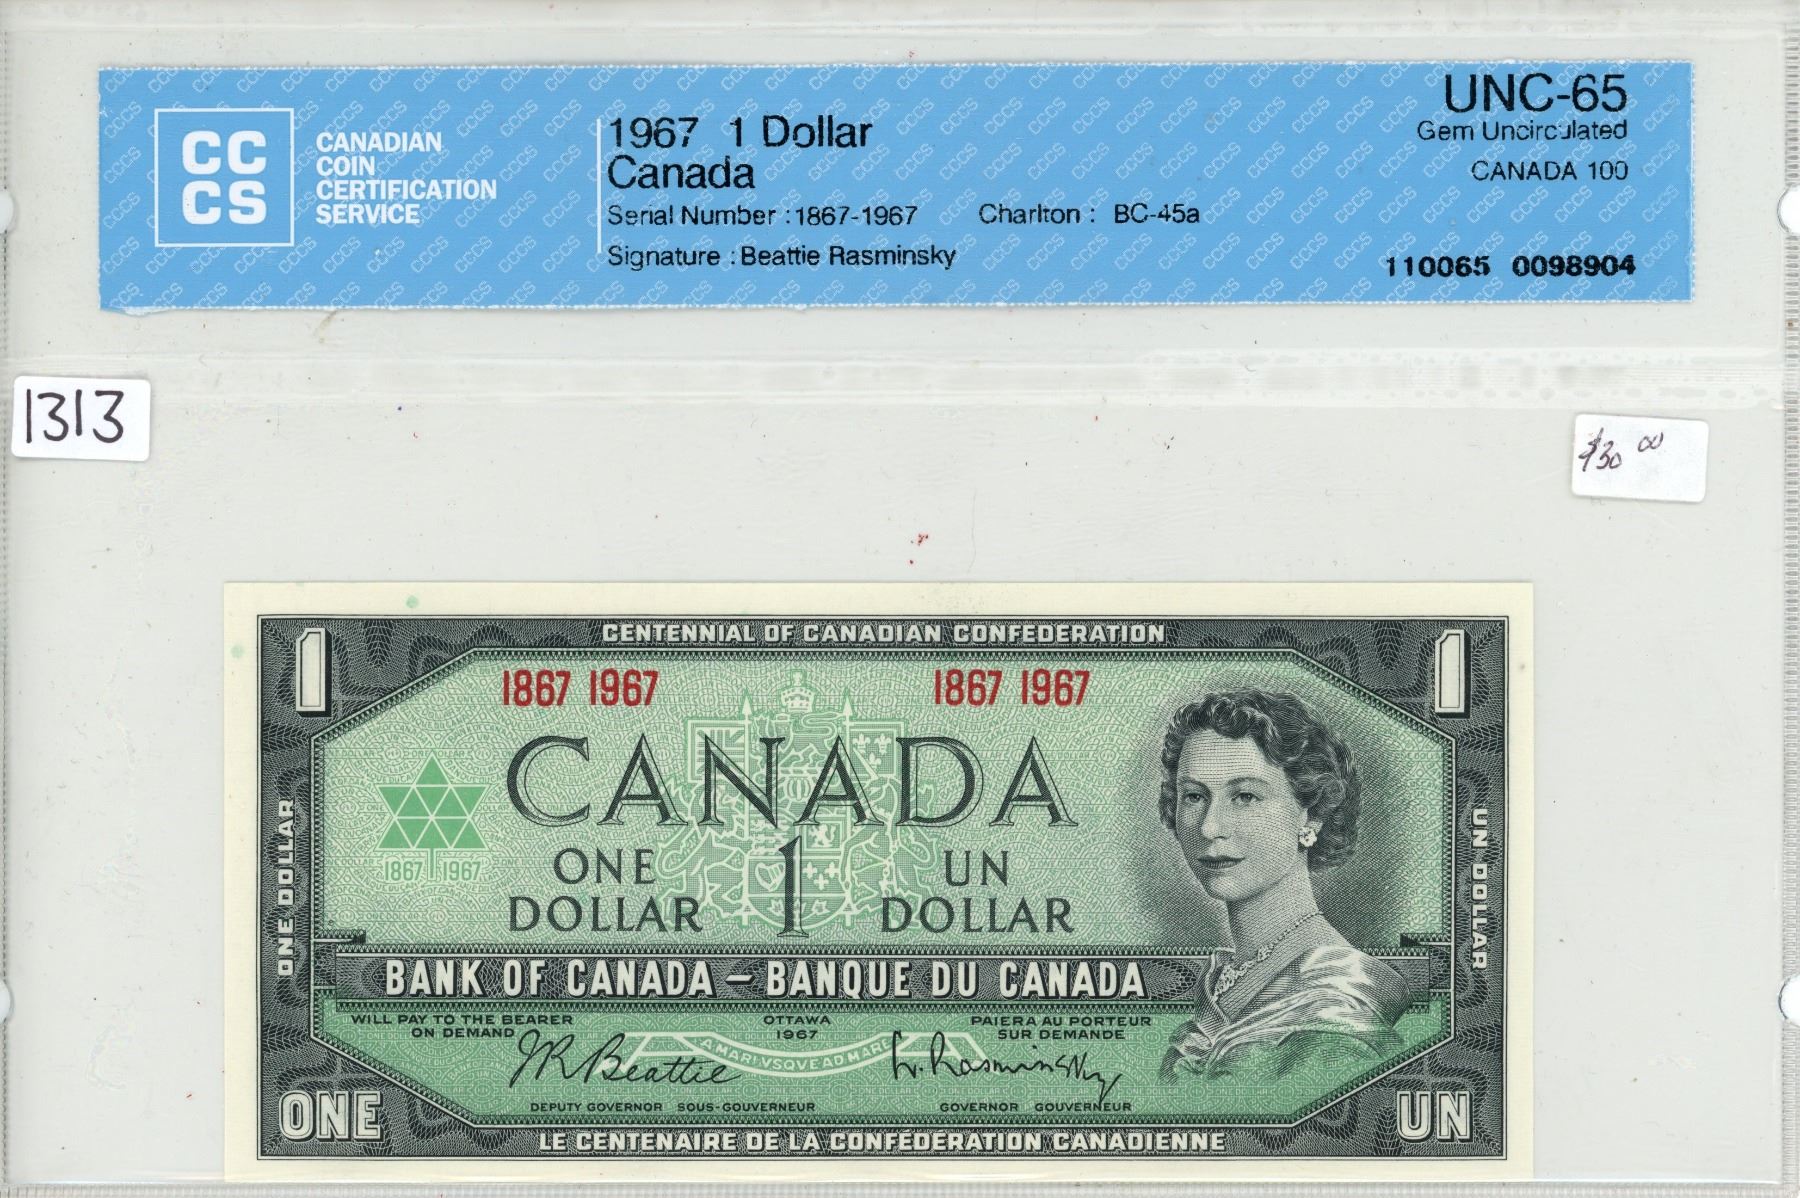 CC
CS
CANADIAN
COIN
CERTIFICATION
SERVICE
1967 1 Dollar
Canada
Serial Number :1867-1967 Charlton : BC-45a
Signature : Beattie Rasminsky
UNC-65
Gem Uncirculated
CANADA 100
110065 0098904
1313
$30 00
1
CENTENNIAL OF CANADIAN CONFEDERATION
1
1867 1967 1867 1967
CANADA
1867 1967
ONE
DOLLAR
1
UN
DOLLAR
ONE DOLLAR
UN DOLLAR
BANK OF CANADA – BANQUE DU CANADA
WILL PAY TO THE BEARER
ON DEMAND
OTTAWA
1967
PAIERA AU PORTEUR
SUR DEMANDE
A MARI VSQVE AD MARE
JR Beattie
L. Rasminsky
DEPUTY GOVERNOR SOUS-GOUVERNEUR
GOVERNOR GOUVERNEUR
ONE
UN
LE CENTENAIRE DE LA CONFÉDÉRATION CANADIENNE